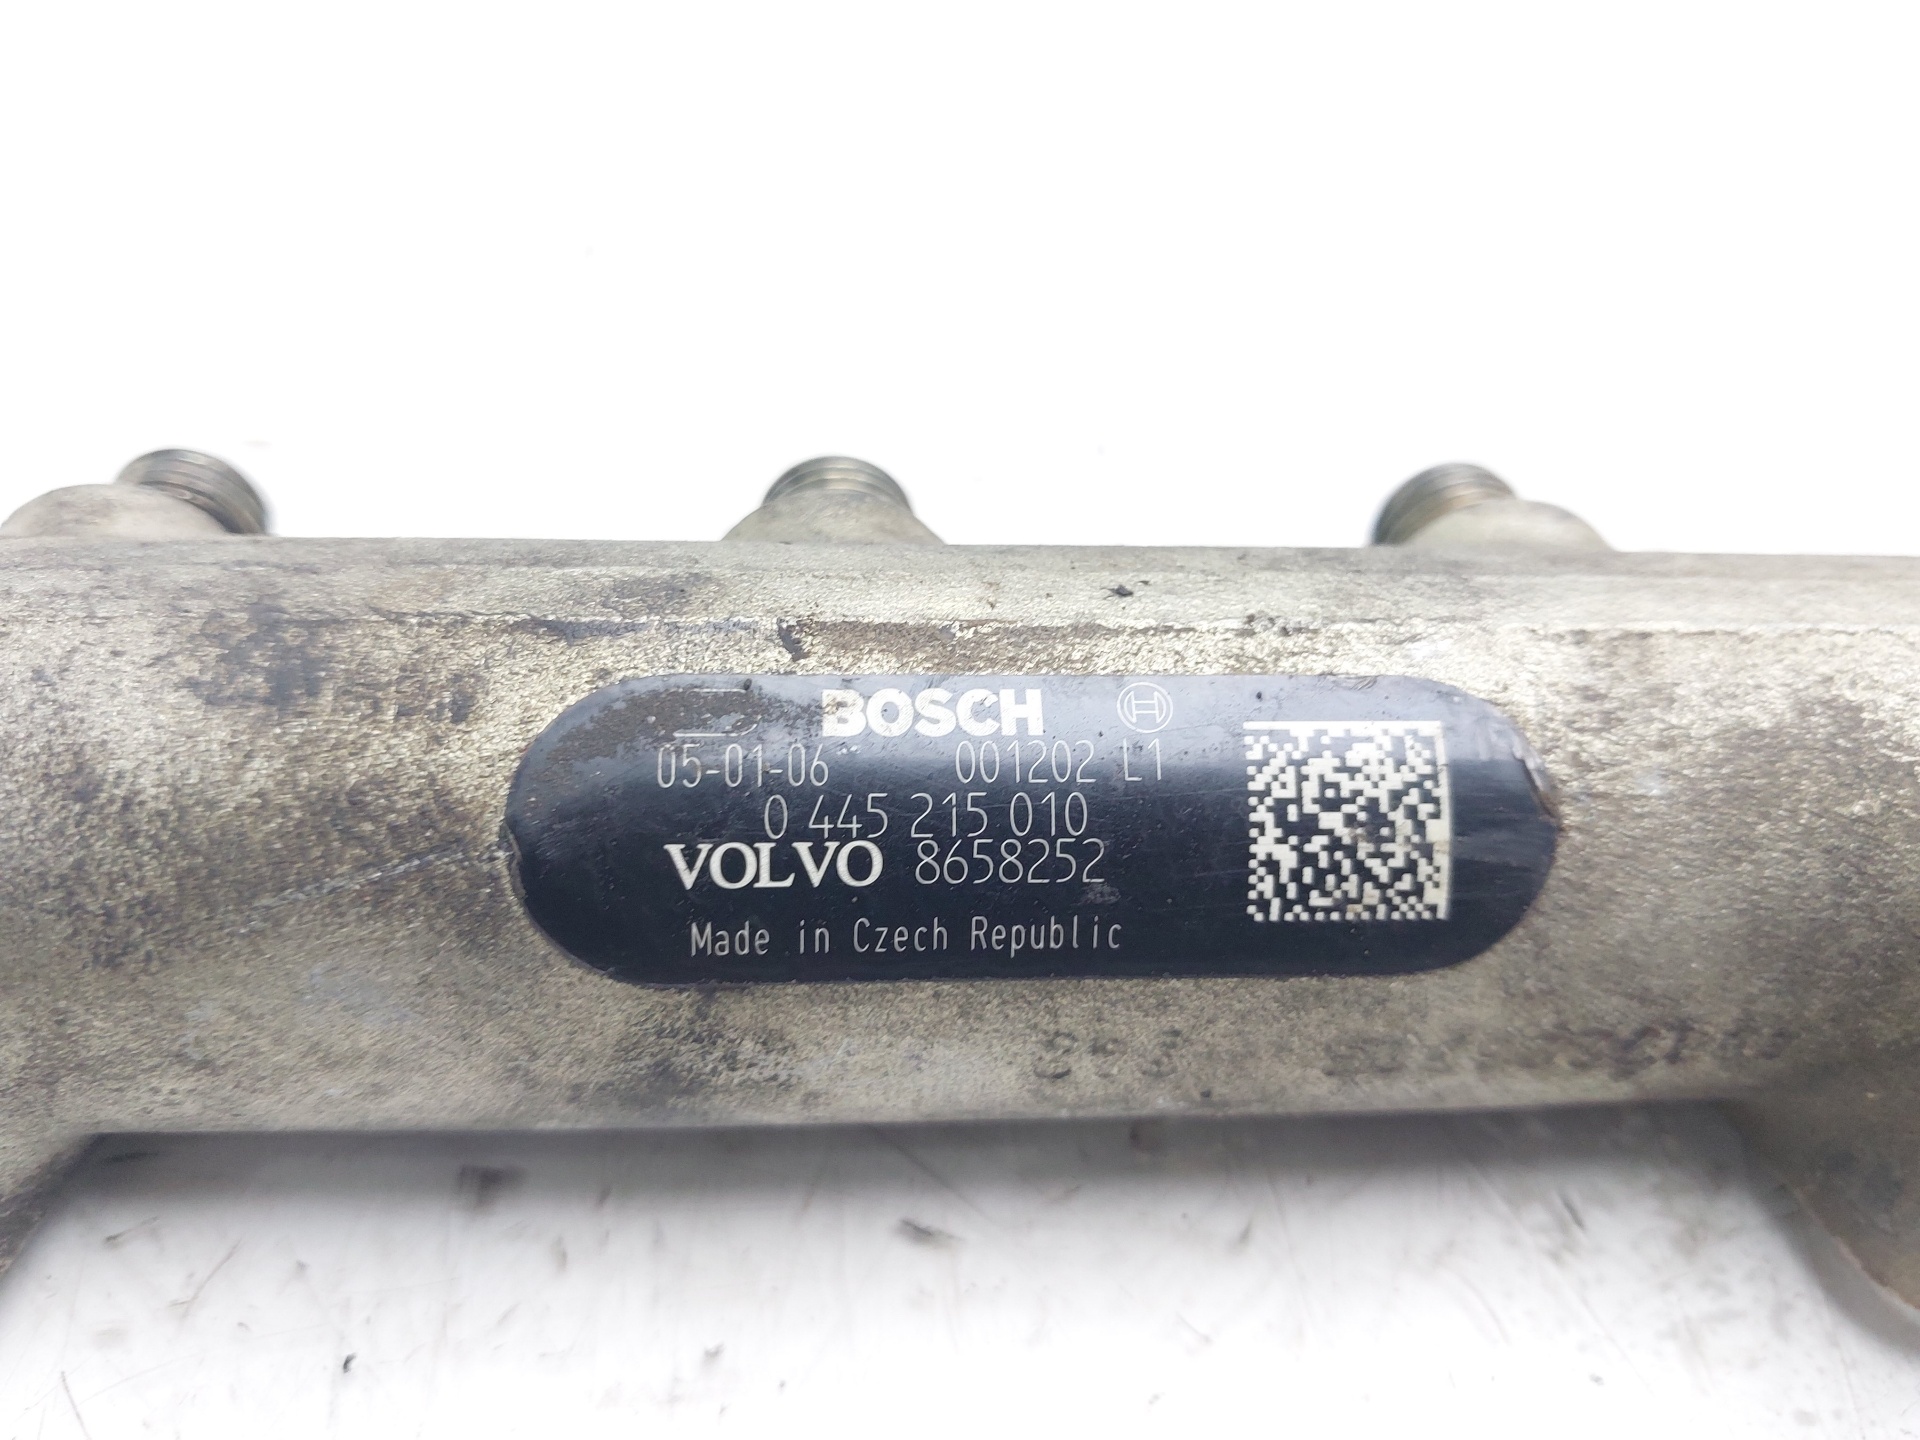 BOSCH
05-01-06 001202 L1
0 445 215 010
VOLVO 8658252
Made in Czech Republic